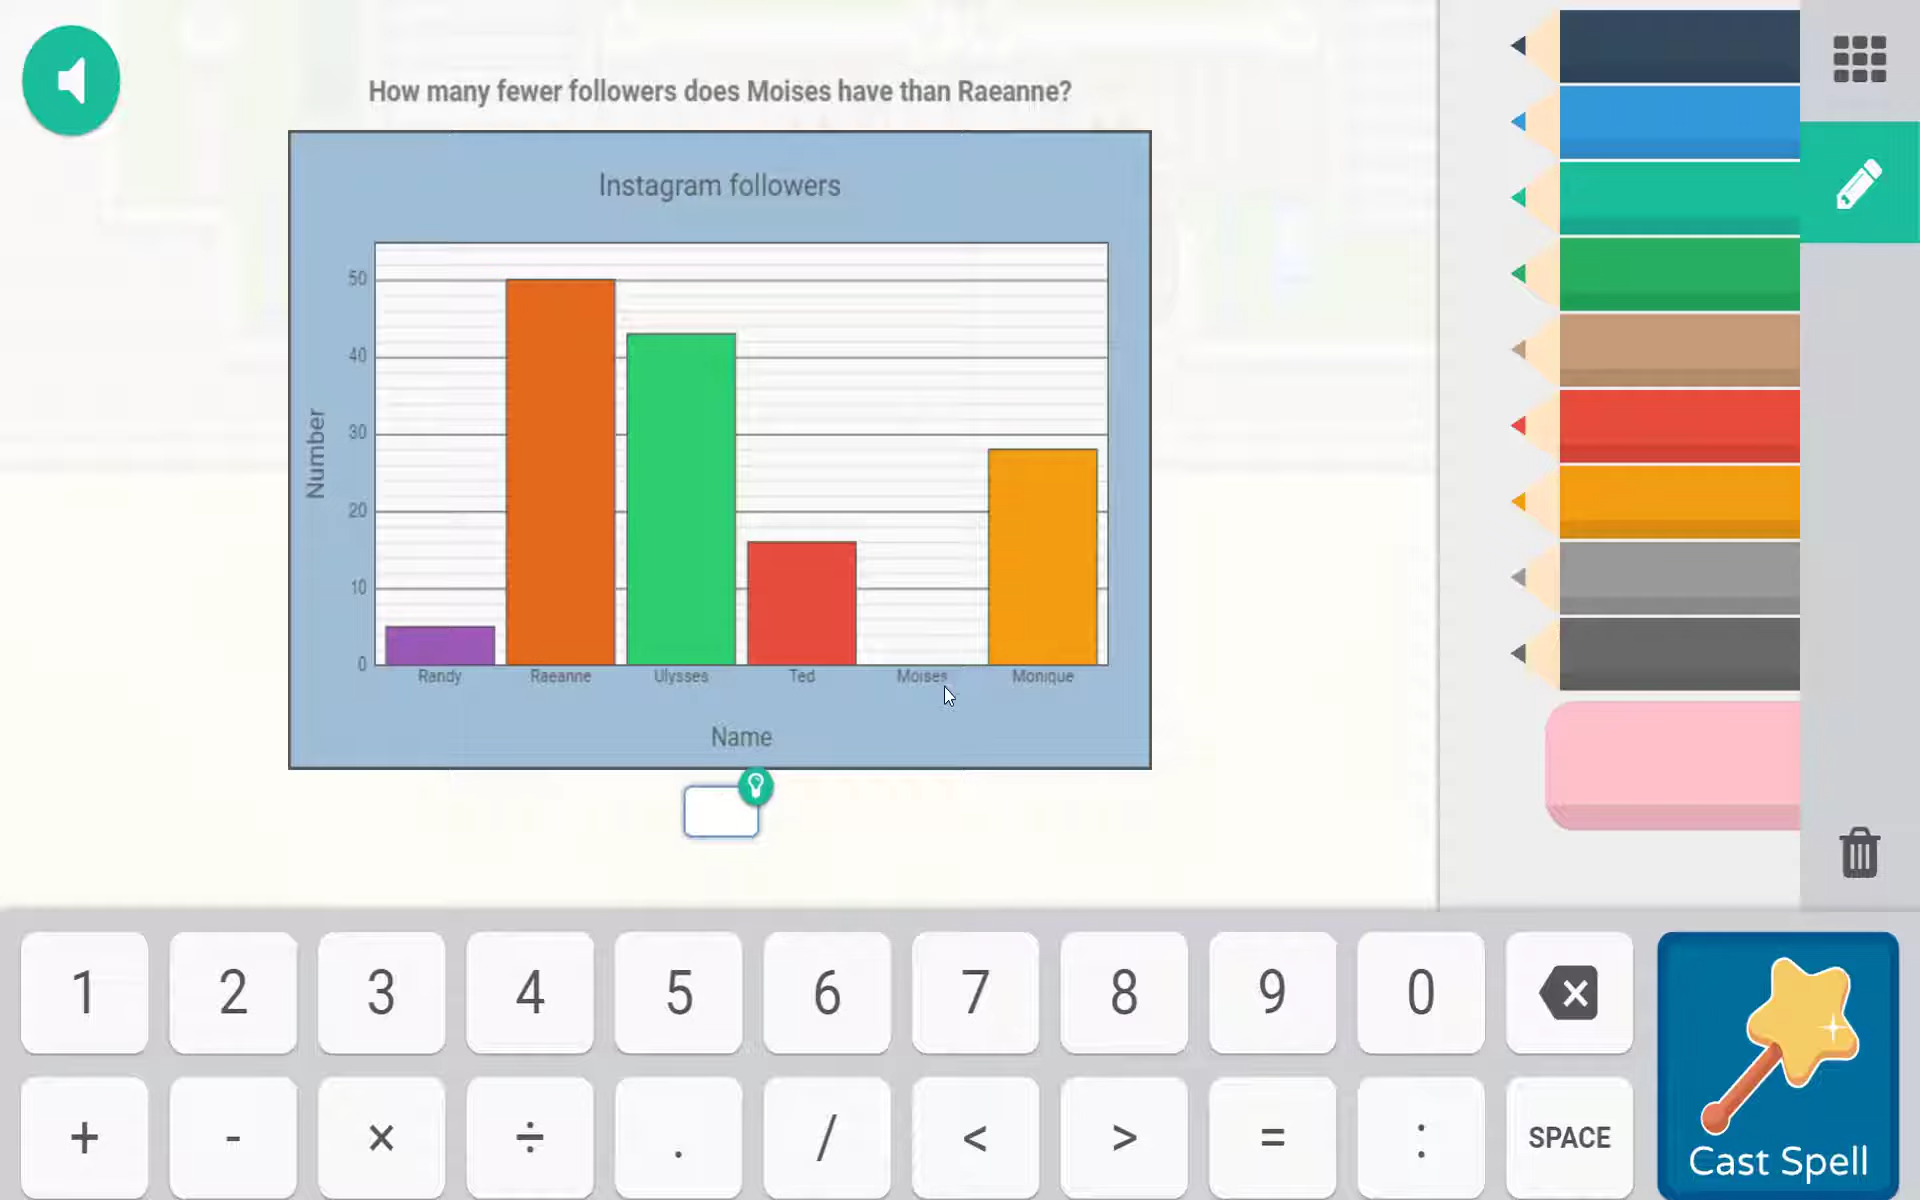 How many fewer followers does Moises have than Raeanne?
Instagram followers
Number
50
40
30
20
10
0
Randy Raeanne Ulysses Ted Moises Monique
Name
1 2 3 4 5 6 7 8 9 0
+ - × ÷ . / < > = : SPACE
Cast Spell